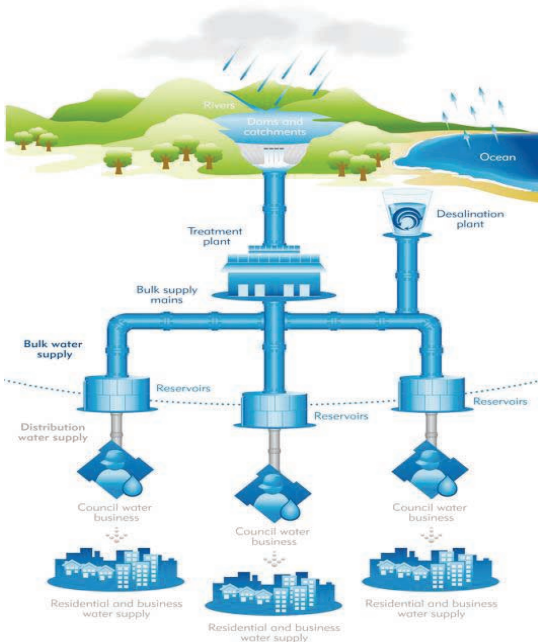 Rivers
Dams and
catchments
Ocean
Treatment
plant
Desalination
plant
Bulk supply
mains
Bulk water
supply
Reservoirs
Reservoirs
Reservoirs
Distribution
water supply
Council water
business
Council water
business
Council water
business
Residential and business
water supply
Residential and business
water supply
Residential and business
water supply